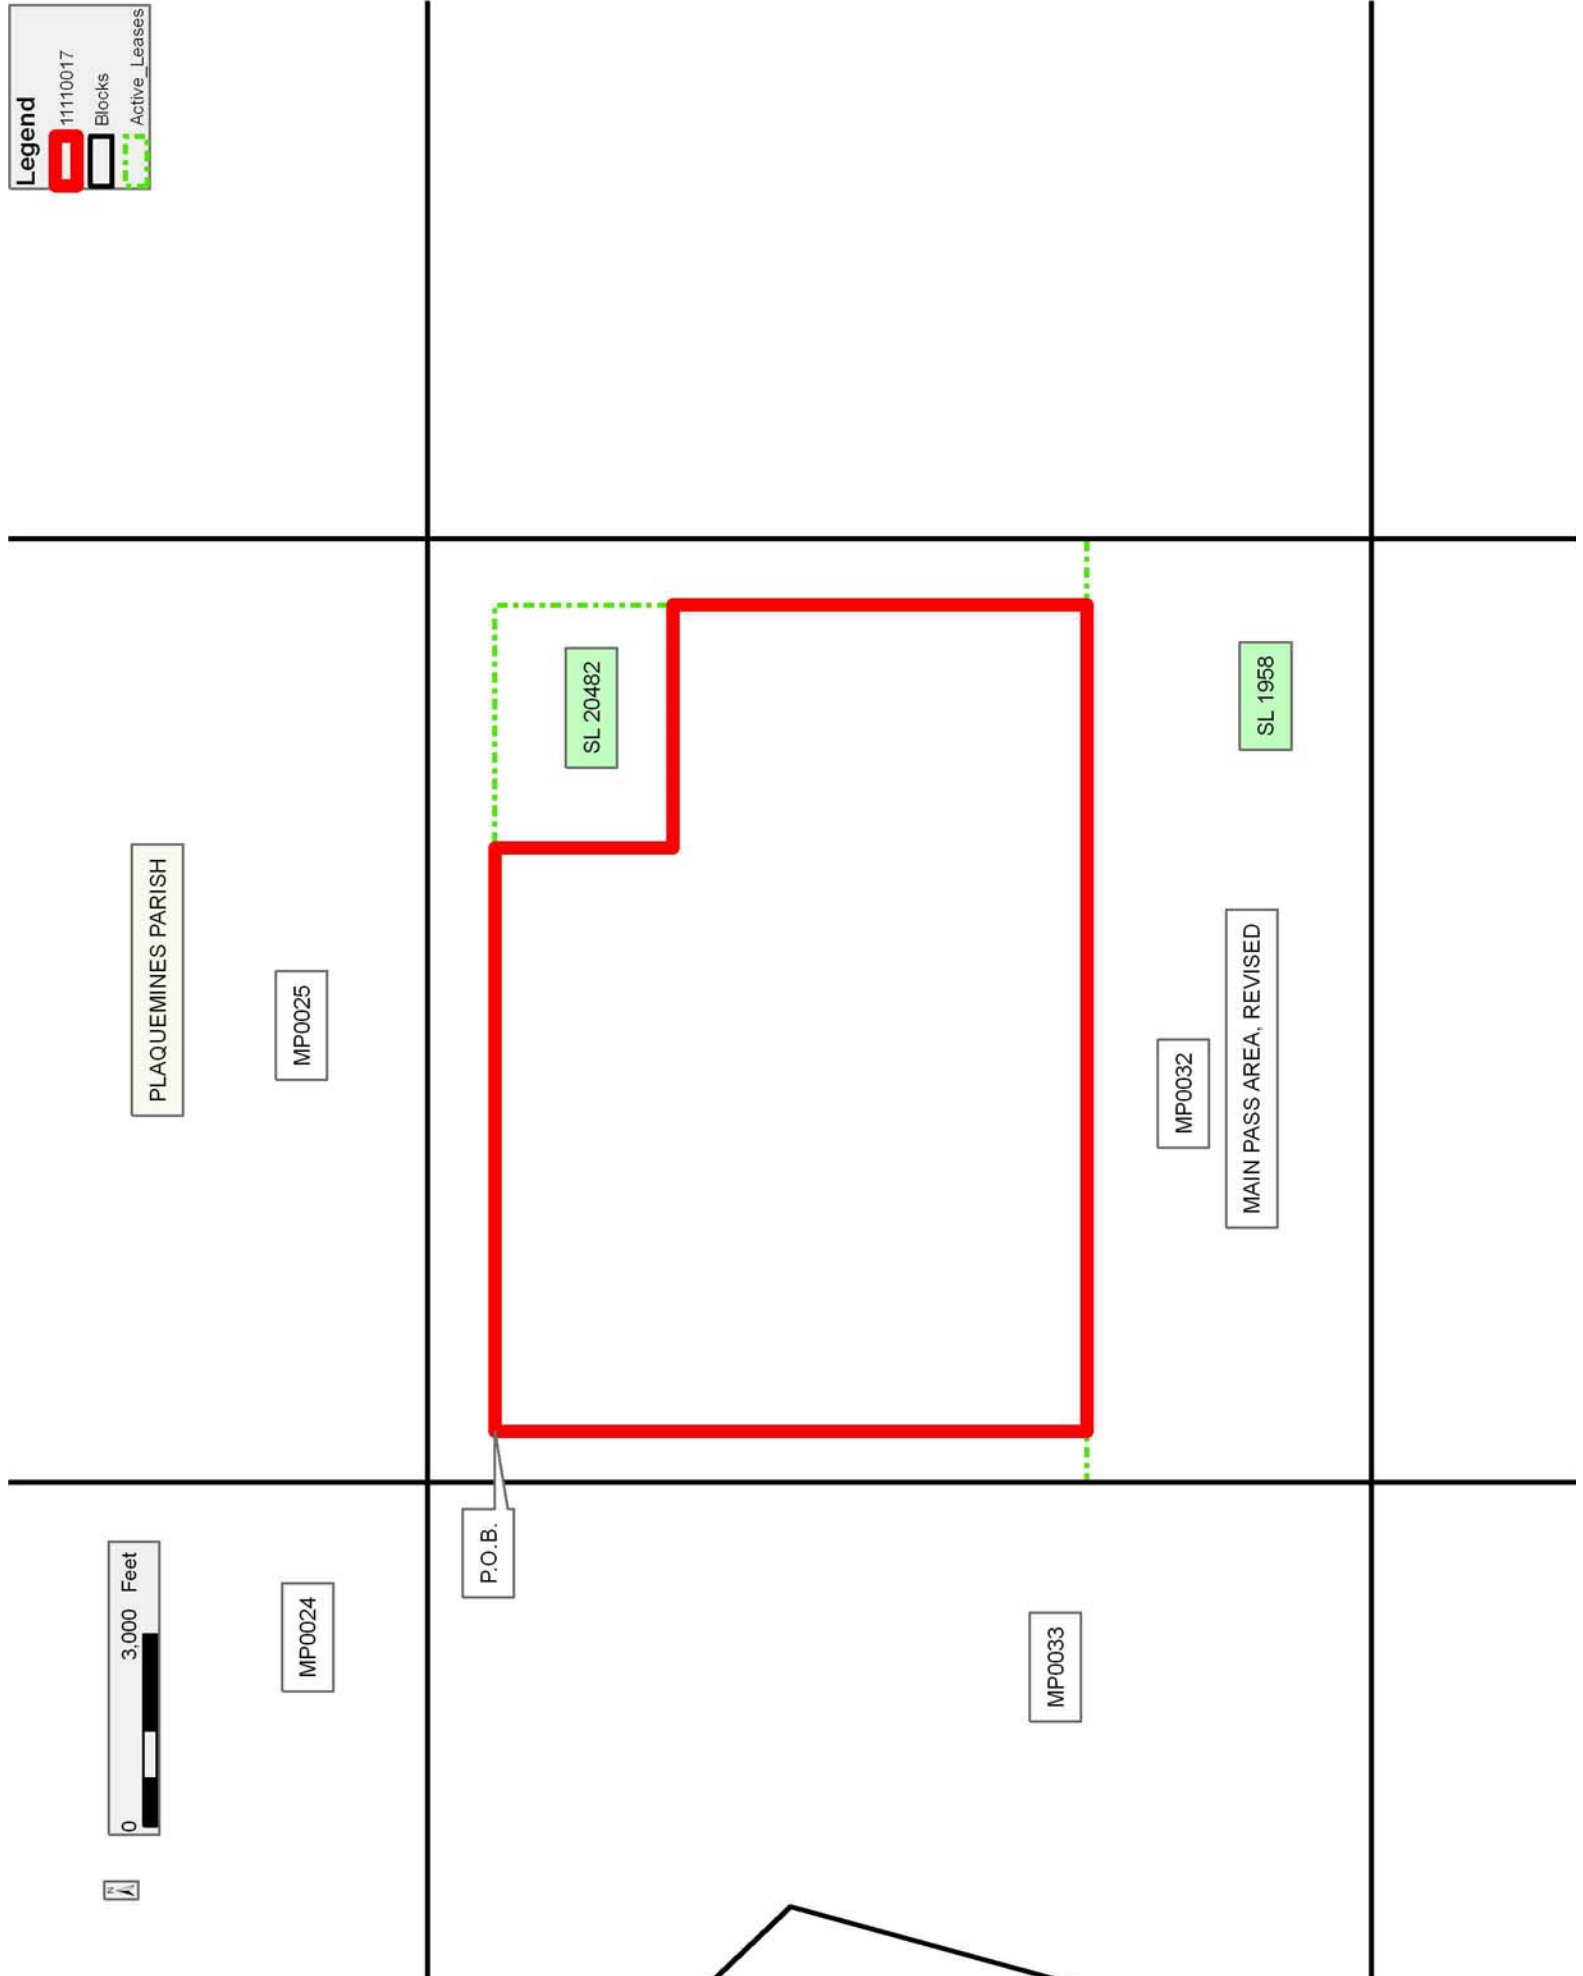 Legend
11110017
Blocks
Active_Leases
PLAQUEMINES PARISH
0 3,000 Feet
N
MP0024
MP0025
P.O.B.
SL 20482
MP0033
MP0032
MAIN PASS AREA, REVISED
SL 1958